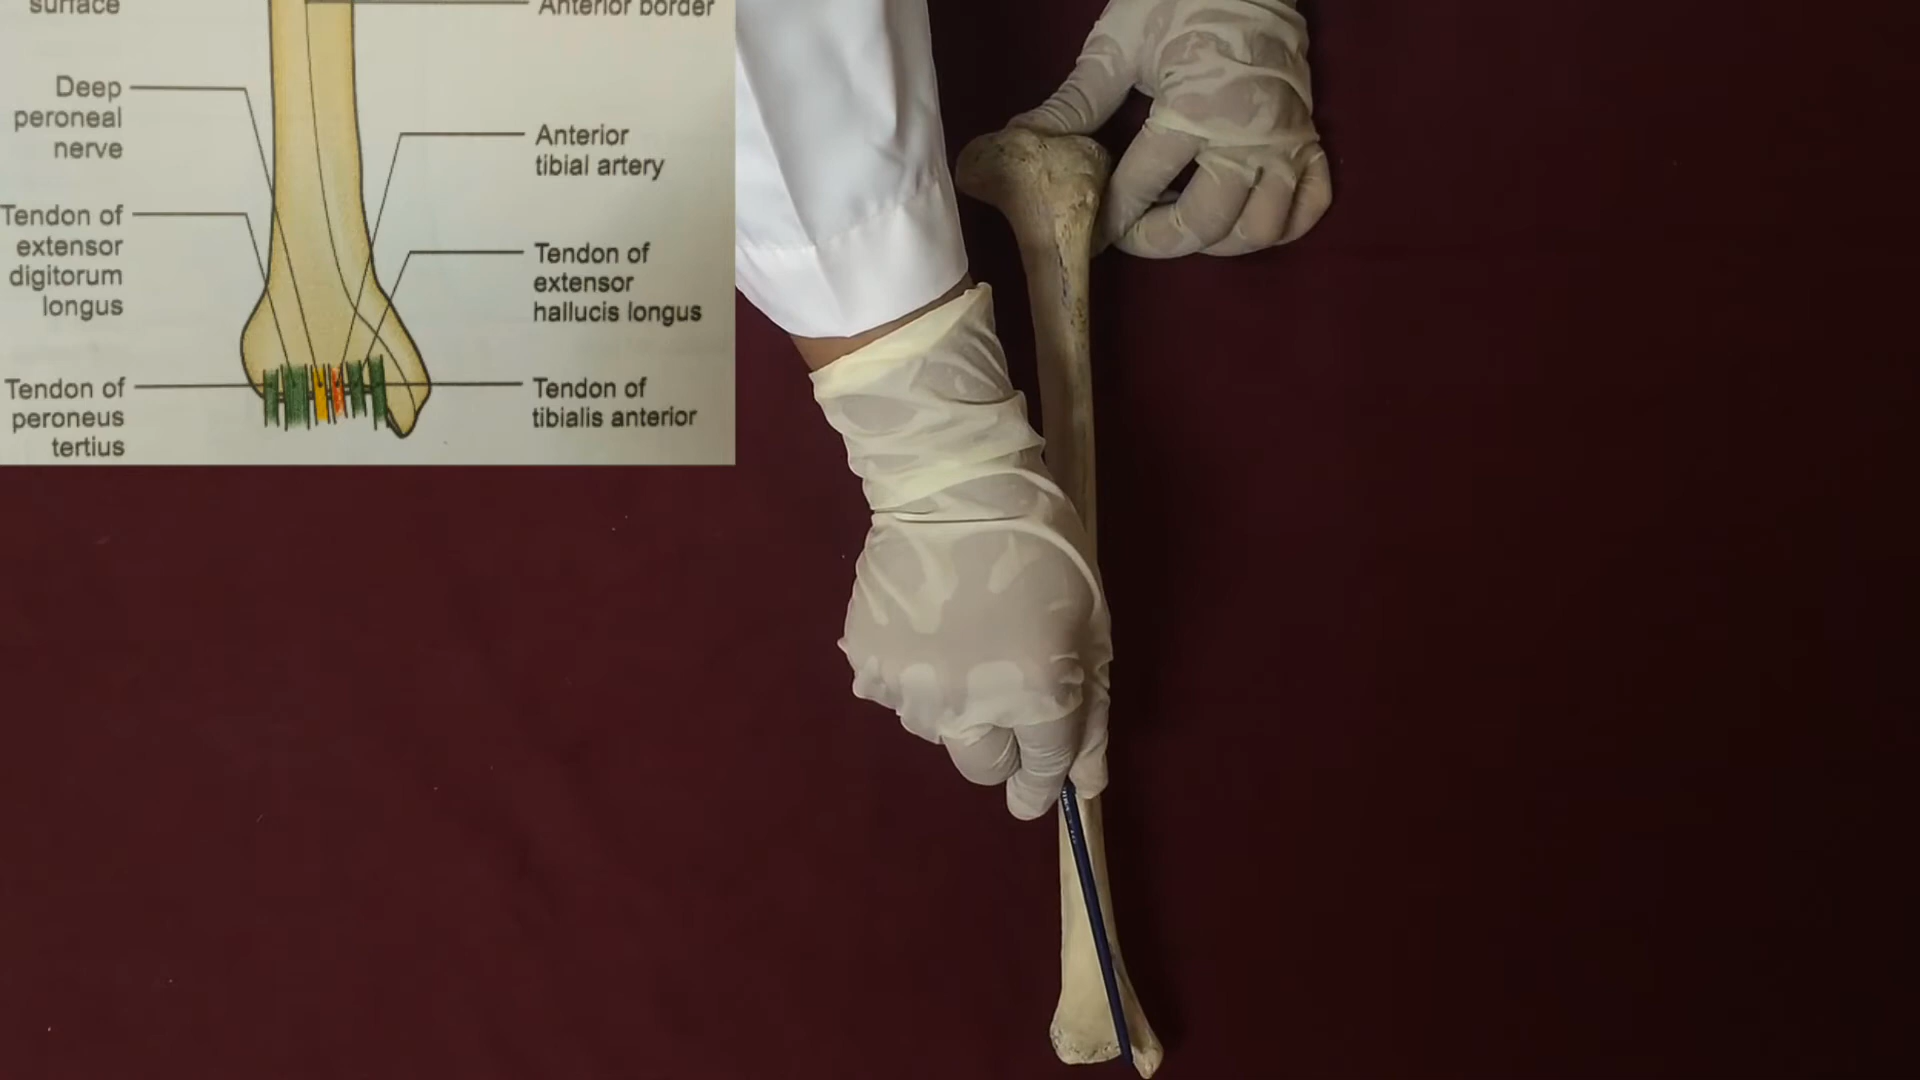 surface
Anterior border
Deep
peroneal
nerve
Anterior
tibial artery
Tendon of
extensor
digitorum
longus
Tendon of
extensor
hallucis longus
Tendon of
peroneus
tertius
Tendon of
tibialis anterior